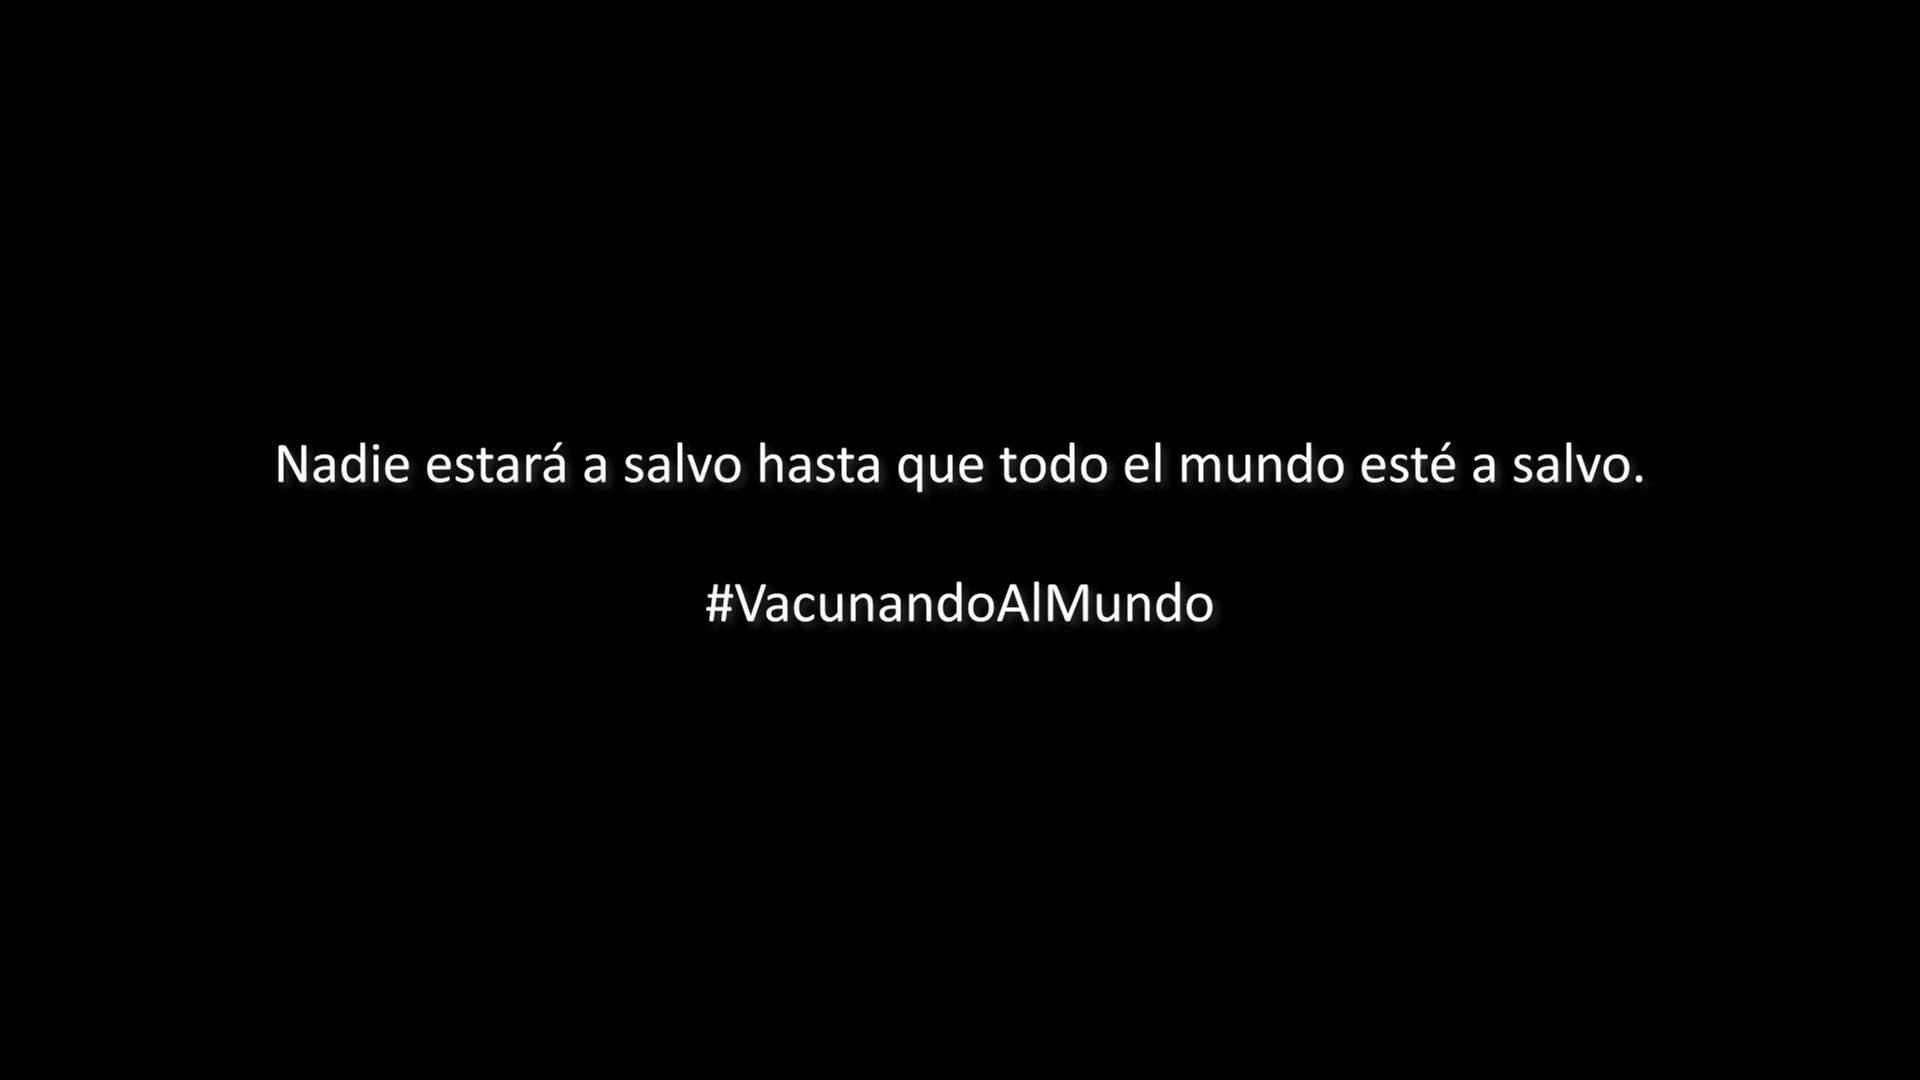 Nadie estará a salvo hasta que todo el mundo esté a salvo.
#VacunandoAlMundo